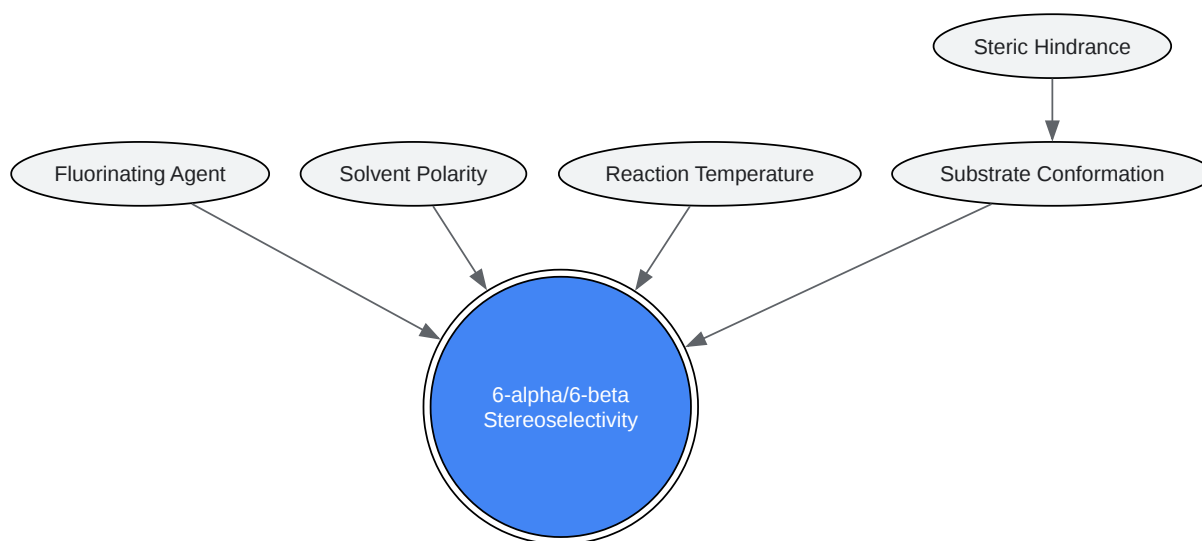 Steric Hindrance
Fluorinating Agent
Solvent Polarity
Reaction Temperature
Substrate Conformation
6-alpha/6-beta
Stereoselectivity